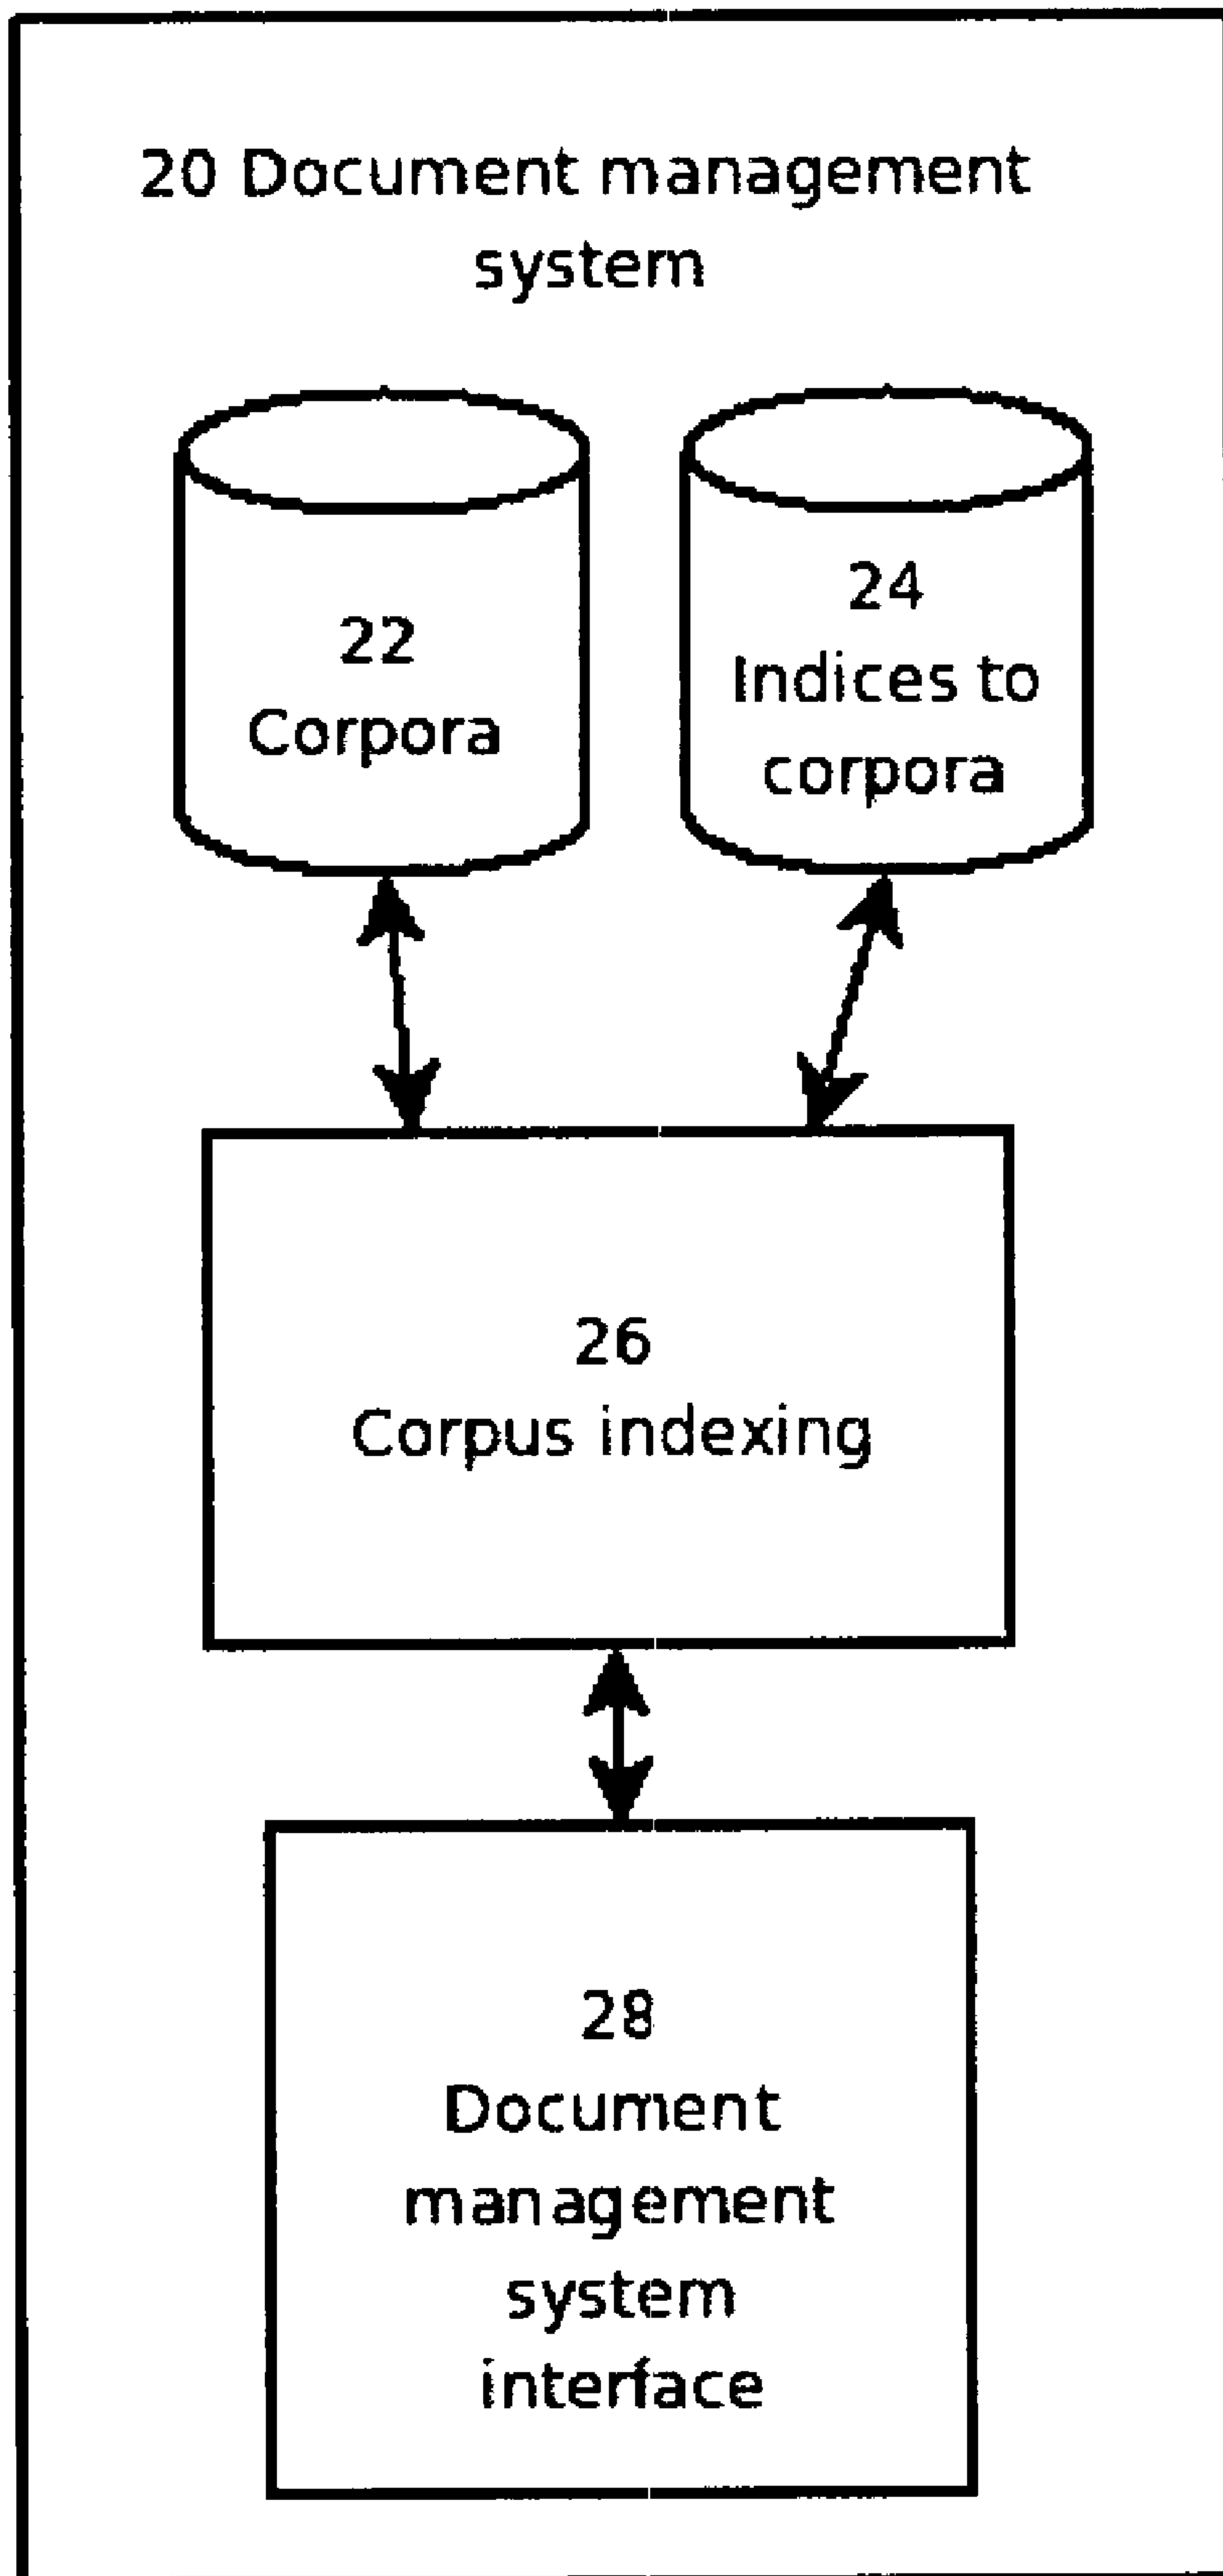 20 Document management
system
22
Corpora
24
Indices to
corpora
26
Corpus indexing
28
Document
management
system
interface